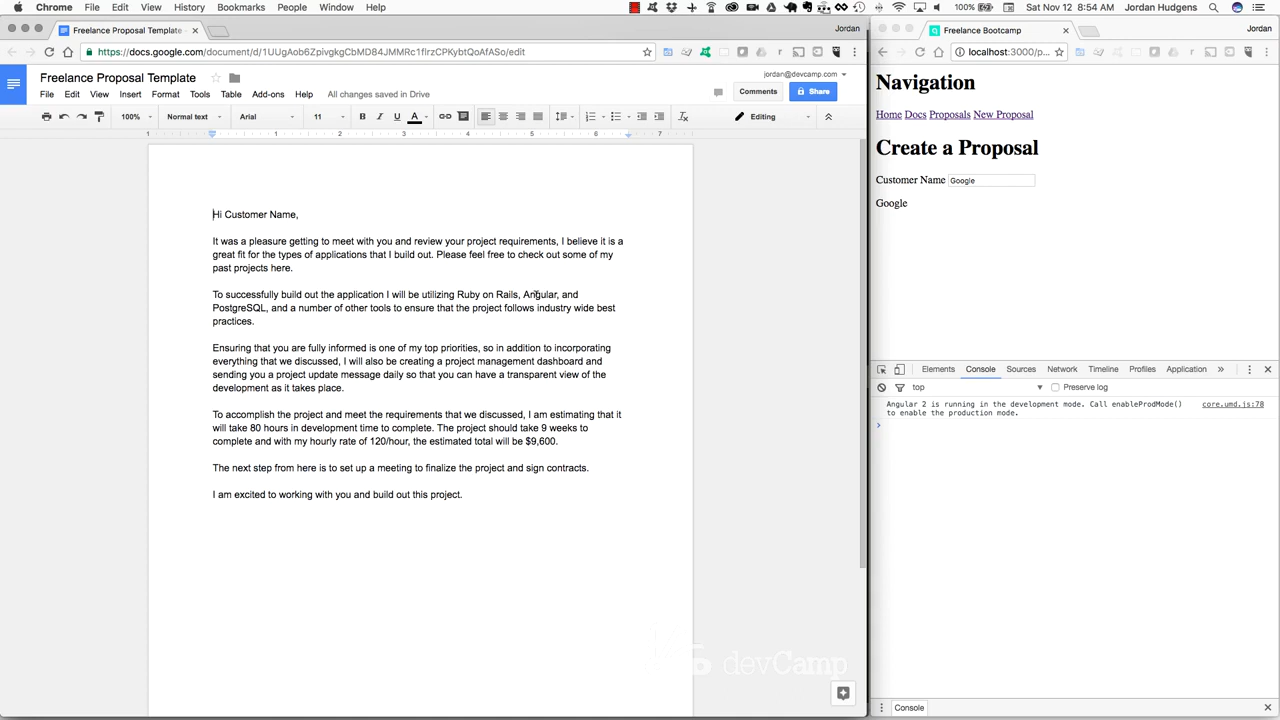 Chrome File Edit View History Bookmarks People Window Help
100% Sat Nov 12 8:54 AM Jordan Hudgens
Freelance Proposal Template
Jordan
https://docs.google.com/document/d/1UUgAob6ZpivgkgCbMD84JMMRc1flrzCPKybtQoAfASo/edit
Freelance Proposal Template
jordan@devcamp.com
File Edit View Insert Format Tools Table Add-ons Help All changes saved in Drive
Comments
Share
100% Normal text Arial 11 B I U A Editing
1 1 2 3 4 5 6 7
Hi Customer Name,
It was a pleasure getting to meet with you and review your project requirements, I believe it is a
great fit for the types of applications that I build out. Please feel free to check out some of my
past projects here.
To successfully build out the application I will be utilizing Ruby on Rails, Angular, and
PostgreSQL, and a number of other tools to ensure that the project follows industry wide best
practices.
Ensuring that you are fully informed is one of my top priorities, so in addition to incorporating
everything that we discussed, I will also be creating a project management dashboard and
sending you a project update message daily so that you can have a transparent view of the
development as it takes place.
To accomplish the project and meet the requirements that we discussed, I am estimating that it
will take 80 hours in development time to complete. The project should take 9 weeks to
complete and with my hourly rate of 120/hour, the estimated total will be $9,600.
The next step from here is to set up a meeting to finalize the project and sign contracts.
I am excited to working with you and build out this project.
devCamp
Freelance Bootcamp
Jordan
localhost:3000/p...
Navigation
Home Docs Proposals New Proposal
Create a Proposal
Customer Name Google
Google
Elements Console Sources Network Timeline Profiles Application »
top Preserve log
Angular 2 is running in the development mode. Call enableProdMode() core.umd.js:78
to enable the production mode.
Console